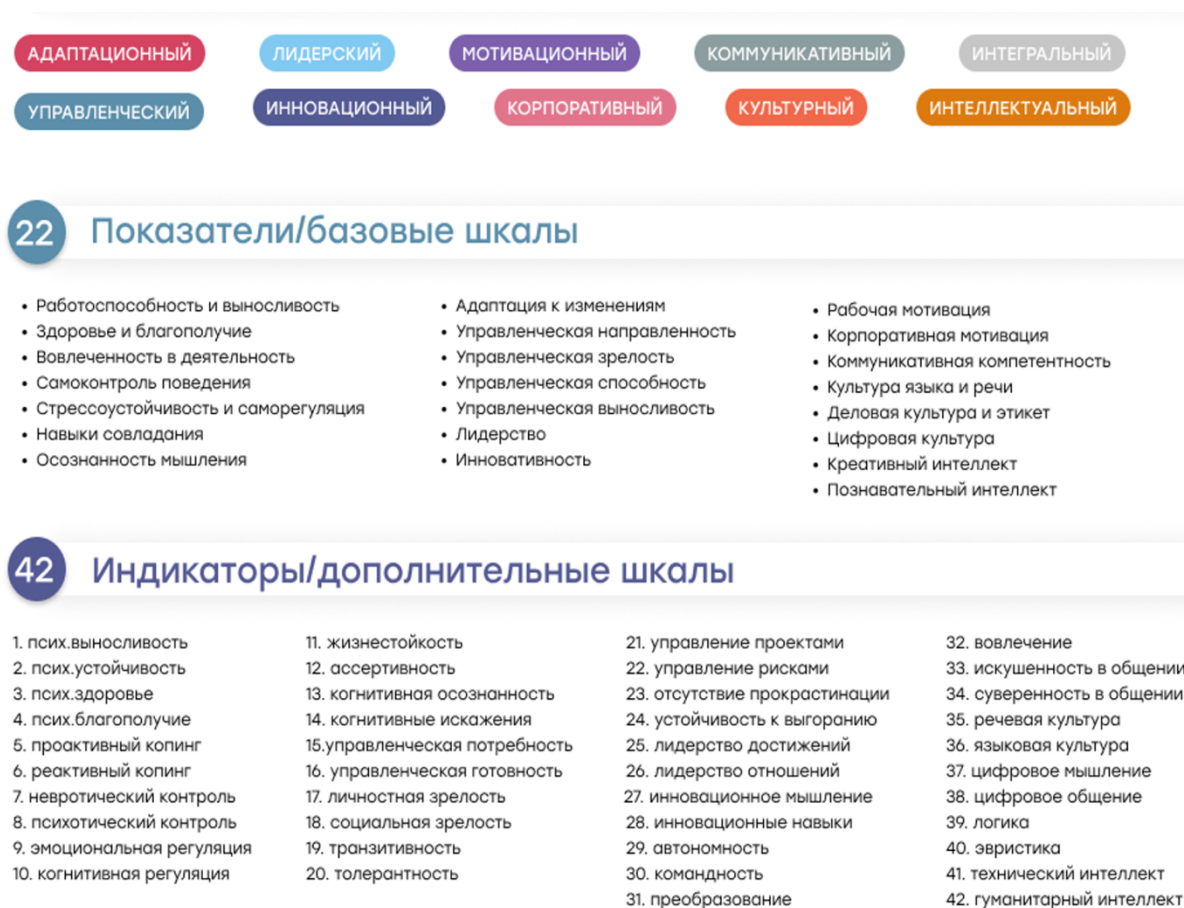 АДАПТАЦИОННЫЙ
ЛИДЕРСКИЙ
МОТИВАЦИОННЫЙ
КОММУНИКАТИВНЫЙ
ИНТЕГРАЛЬНЫЙ
УПРАВЛЕНЧЕСКИЙ
ИННОВАЦИОННЫЙ
КОРПОРАТИВНЫЙ
КУЛЬТУРНЫЙ
ИНТЕЛЛЕКТУАЛЬНЫЙ
22
Показатели/базовые шкалы
• Работоспособность и выносливость
• Здоровье и благополучие
• Вовлеченность в деятельность
• Самоконтроль поведения
• Стрессоустойчивость и саморегуляция
• Навыки совладания
• Осознанность мышления
• Адаптация к изменениям
• Управленческая направленность
• Управленческая зрелость
• Управленческая способность
• Управленческая выносливость
• Лидерство
• Инновативность
• Рабочая мотивация
• Корпоративная мотивация
• Коммуникативная компетентность
• Культура языка и речи
• Деловая культура и этикет
• Цифровая культура
• Креативный интеллект
• Познавательный интеллект
42
Индикаторы/дополнительные шкалы
1. псих.выносливость
2. псих.устойчивость
3. псих.здоровье
4. псих.благополучие
5. проактивный копинг
6. реактивный копинг
7. невротический контроль
8. психотический контроль
9. эмоциональная регуляция
10. когнитивная регуляция
11. жизнестойкость
12. ассертивность
13. когнитивная осознанность
14. когнитивные искажения
15.управленческая потребность
16. управленческая готовность
17. личностная зрелость
18. социальная зрелость
19. транзитивность
20. толерантность
21. управление проектами
22. управление рисками
23. отсутствие прокрастинации
24. устойчивость к выгоранию
25. лидерство достижений
26. лидерство отношений
27. инновационное мышление
28. инновационные навыки
29. автономность
30. командность
31. преобразование
32. вовлечение
33. искушенность в общении
34. суверенность в общении
35. речевая культура
36. языковая культура
37. цифровое мышление
38. цифровое общение
39. логика
40. эвристика
41. технический интеллект
42. гуманитарный интеллект